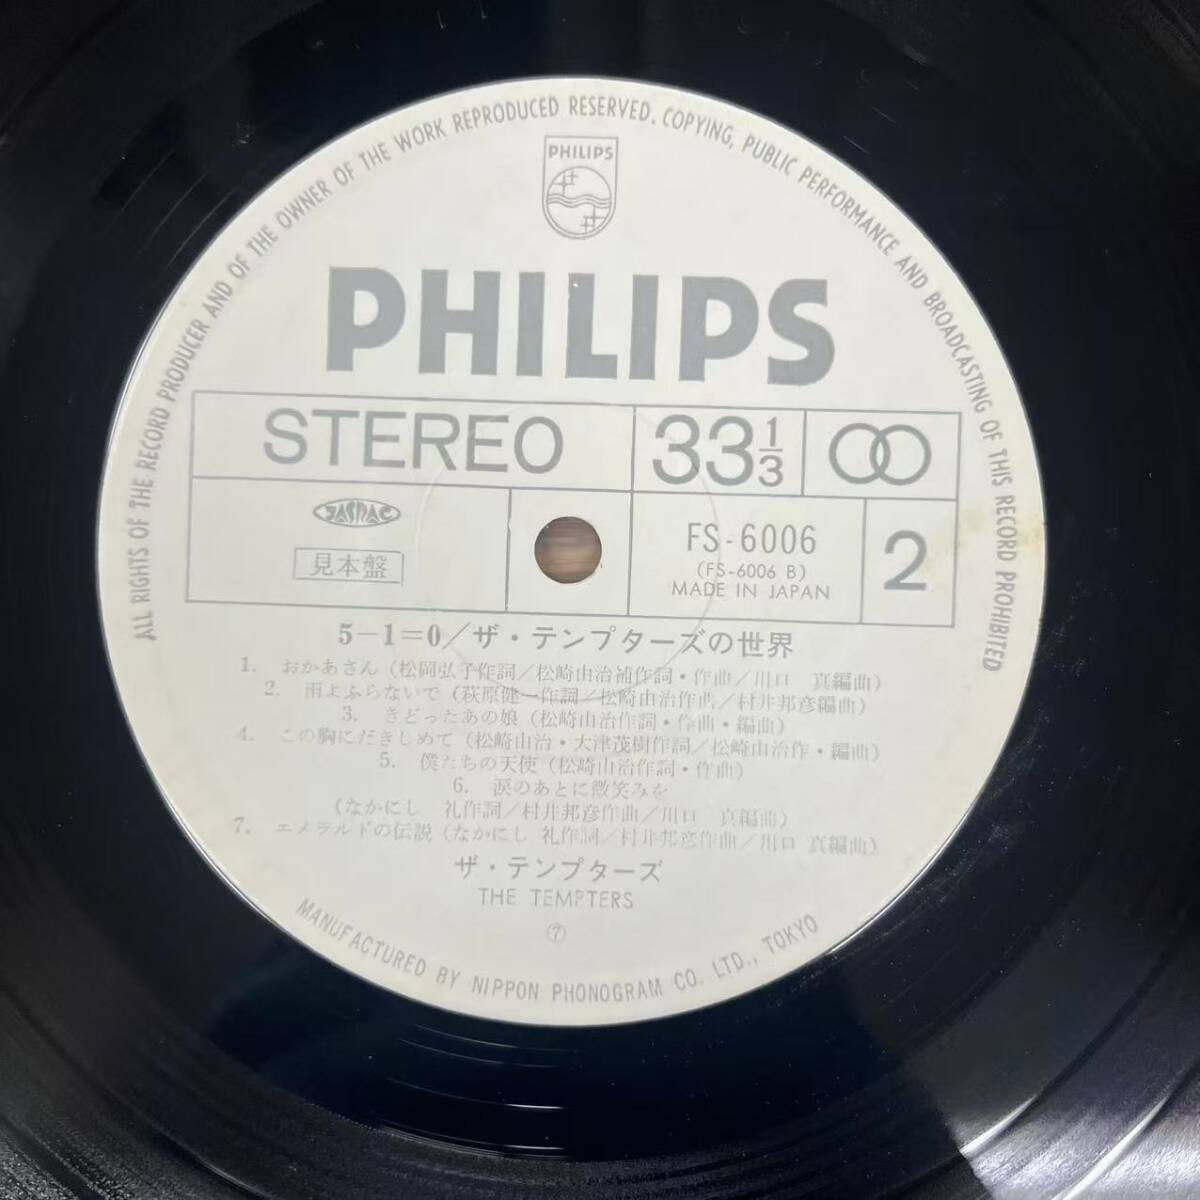 ALL RIGHTS OF THE RECORD PRODUCER AND OF THE OWNER OF THE WORK REPRODUCED RESERVED. COPYING, PUBLIC PERFORMANCE AND BROADCASTING OF THIS RECORD PROHIBITED
PHILIPS
PHILIPS
STEREO
33 1/3
JASRAC
見本盤
FS-6006
(FS-6006 B)
MADE IN JAPAN
2
5−1=0/ザ・テンプターズの世界
1. おかあさん (松岡弘子作詞/松崎由治補作詞・作曲/川口 真編曲)
2. 雨よふらないで (萩原健一作詞/松崎由治作曲/村井邦彦編曲)
3. きどったあの娘 (松崎由治作詞・作曲・編曲)
4. この胸にだきしめて (松崎由治・大津茂樹作詞/松崎由治作・編曲)
5. 僕たちの天使 (松崎由治作詞・作曲)
6. 涙のあとに微笑みを
(なかにし 礼作詞/村井邦彦作曲/川口 真編曲)
7. エメラルドの伝説 (なかにし 礼作詞/村井邦彦作曲/川口 真編曲)
ザ・テンプターズ
THE TEMPTERS
⑦
MANUFACTURED BY NIPPON PHONOGRAM CO. LTD., TOKYO